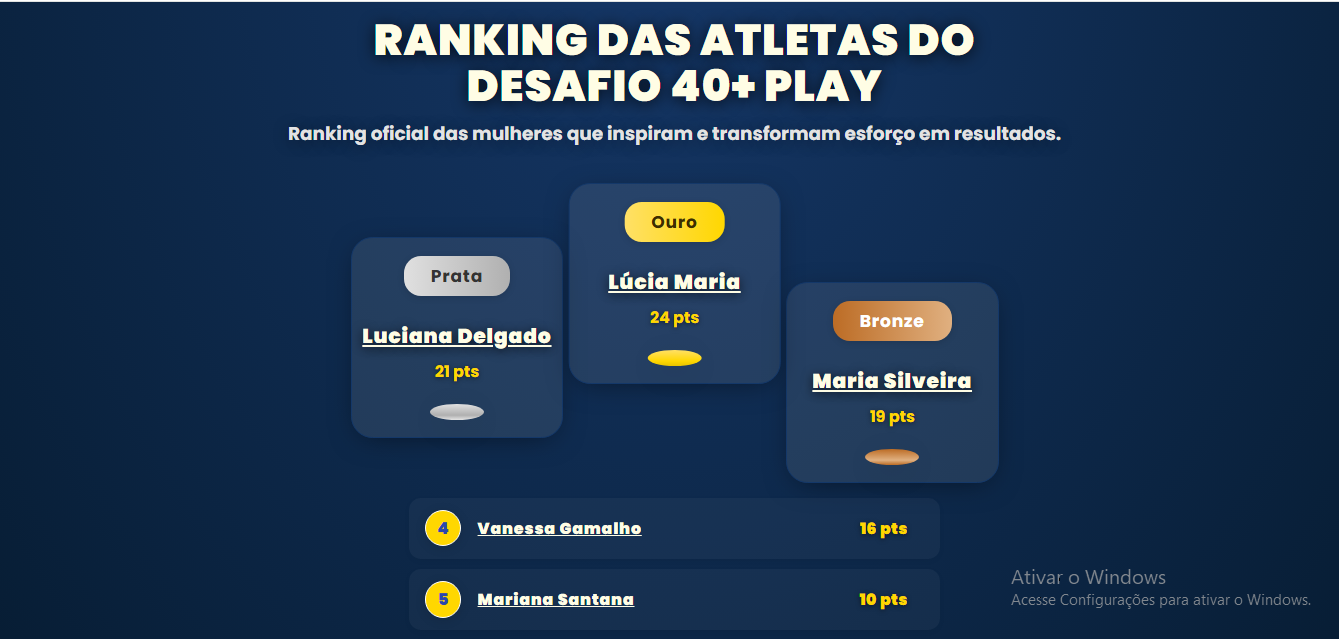 RANKING DAS ATLETAS DO
DESAFIO 40+ PLAY
Ranking oficial das mulheres que inspiram e transformam esforço em resultados.
Ouro
Lúcia Maria
24 pts
Prata
Luciana Delgado
21 pts
Bronze
Maria Silveira
19 pts
4 Vanessa Gamalho 16 pts
5 Mariana Santana 10 pts
Ativar o Windows
Acesse Configurações para ativar o Windows.